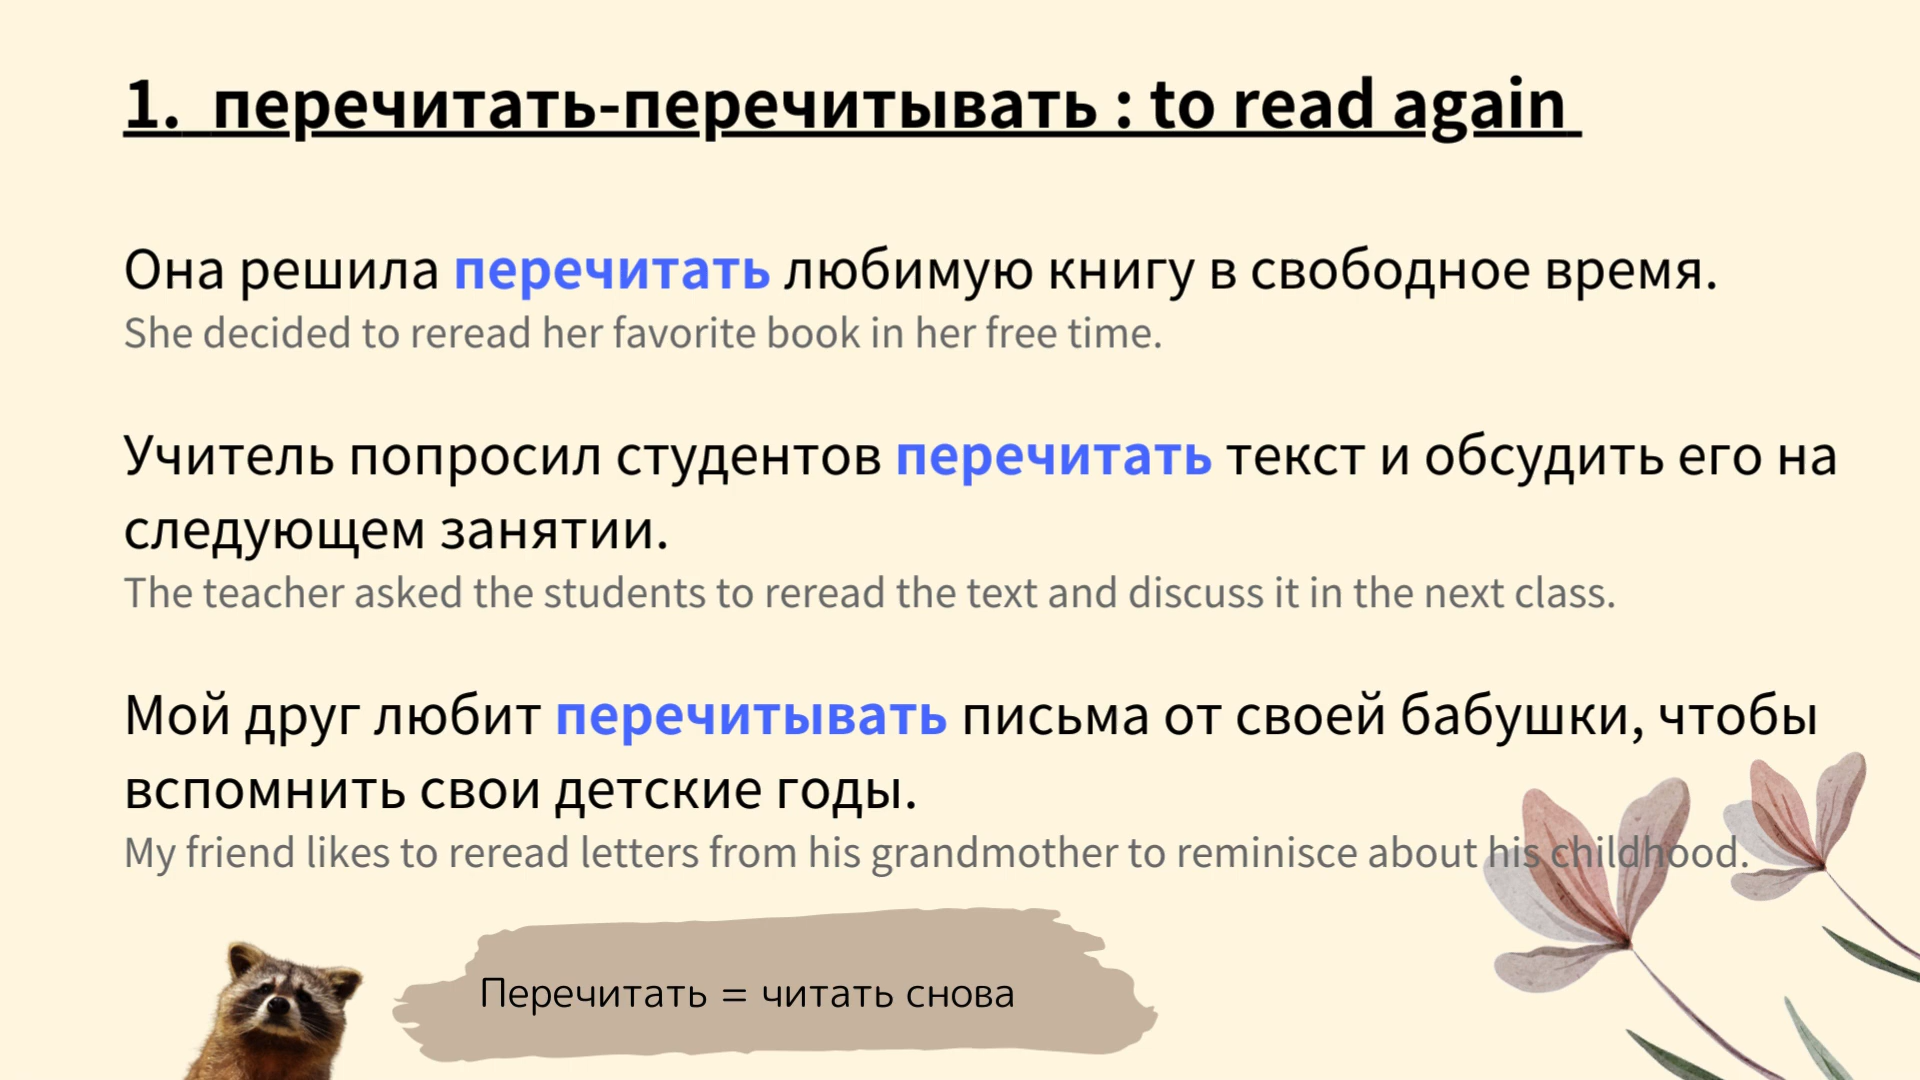 1. перечитать-перечитывать : to read again
Она решила перечитать любимую книгу в свободное время.
She decided to reread her favorite book in her free time.
Учитель попросил студентов перечитать текст и обсудить его на
следующем занятии.
The teacher asked the students to reread the text and discuss it in the next class.
Мой друг любит перечитывать письма от своей бабушки, чтобы
вспомнить свои детские годы.
My friend likes to reread letters from his grandmother to reminisce about his childhood.
Перечитать = читать снова